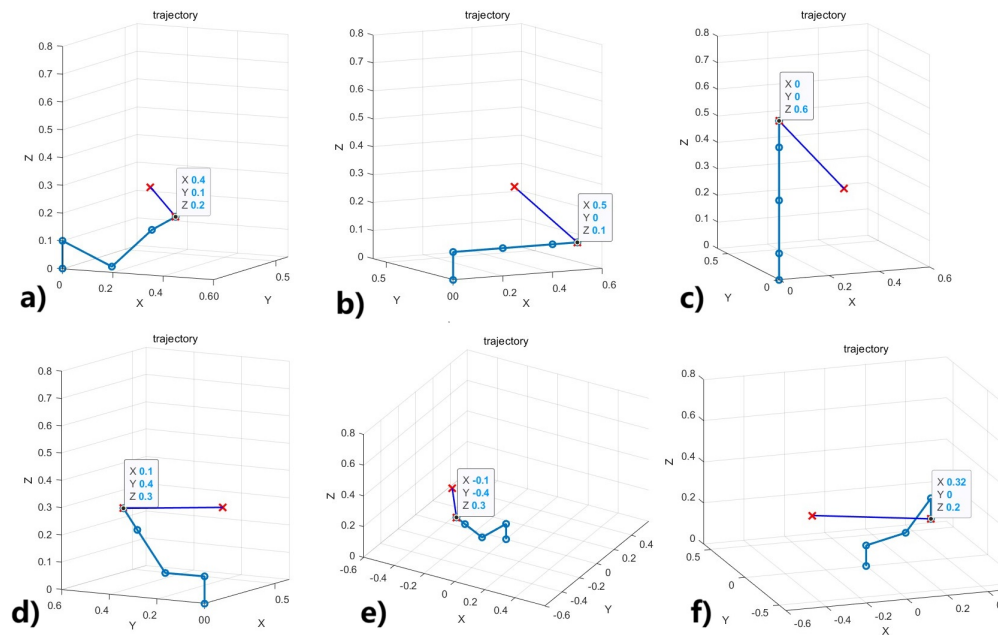 trajectory
0.8
0.7
0.6
0.5
0.4
0.3
0.2
0.1
0
Z
X 0.4
Y 0.1
Z 0.2
0
0.2
0.4
0.60
0.5
X
Y
a)
trajectory
0.8
0.7
0.6
0.5
0.4
0.3
0.2
0.1
0
Z
X 0.5
Y 0
Z 0.1
0.5
00
0.2
0.4
0.6
Y
X
b)
trajectory
0.8
0.7
0.6
0.5
0.4
0.3
0.2
0.1
0
Z
X 0
Y 0
Z 0.6
0.5
0
0
0.2
0.4
0.6
Y
X
c)
trajectory
0.8
0.7
0.6
0.5
0.4
0.3
0.2
0.1
0
Z
X 0.1
Y 0.4
Z 0.3
0.6
0.4
0.2
00
0.5
Y
X
d)
trajectory
0.8
0.6
0.4
0.2
0
Z
X -0.1
Y -0.4
Z 0.3
-0.6
-0.4
-0.2
0
0.2
0.4
-0.6
-0.4
-0.2
0
0.2
0.4
X
Y
e)
trajectory
0.8
0.6
0.4
0.2
0
Z
X 0.32
Y 0
Z 0.2
0.5
0
-0.5
-0.6
-0.4
-0.2
0
0.2
0.4
Y
X
f)